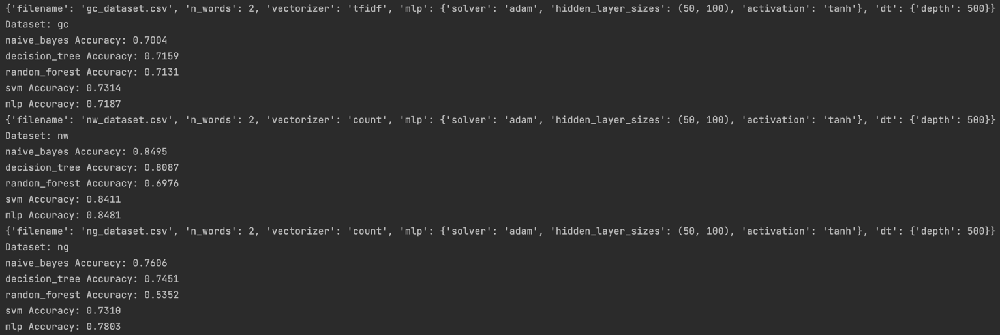 {'filename': 'gc_dataset.csv', 'n_words': 2, 'vectorizer': 'tfidf', 'mlp': {'solver': 'adam', 'hidden_layer_sizes': (50, 100), 'activation': 'tanh'}, 'dt': {'depth': 500}}
Dataset: gc
naive_bayes Accuracy: 0.7004
decision_tree Accuracy: 0.7159
random_forest Accuracy: 0.7131
svm Accuracy: 0.7314
mlp Accuracy: 0.7187
{'filename': 'nw_dataset.csv', 'n_words': 2, 'vectorizer': 'count', 'mlp': {'solver': 'adam', 'hidden_layer_sizes': (50, 100), 'activation': 'tanh'}, 'dt': {'depth': 500}}
Dataset: nw
naive_bayes Accuracy: 0.8495
decision_tree Accuracy: 0.8087
random_forest Accuracy: 0.6976
svm Accuracy: 0.8411
mlp Accuracy: 0.8481
{'filename': 'ng_dataset.csv', 'n_words': 2, 'vectorizer': 'count', 'mlp': {'solver': 'adam', 'hidden_layer_sizes': (50, 100), 'activation': 'tanh'}, 'dt': {'depth': 500}}
Dataset: ng
naive_bayes Accuracy: 0.7606
decision_tree Accuracy: 0.7451
random_forest Accuracy: 0.5352
svm Accuracy: 0.7310
mlp Accuracy: 0.7803